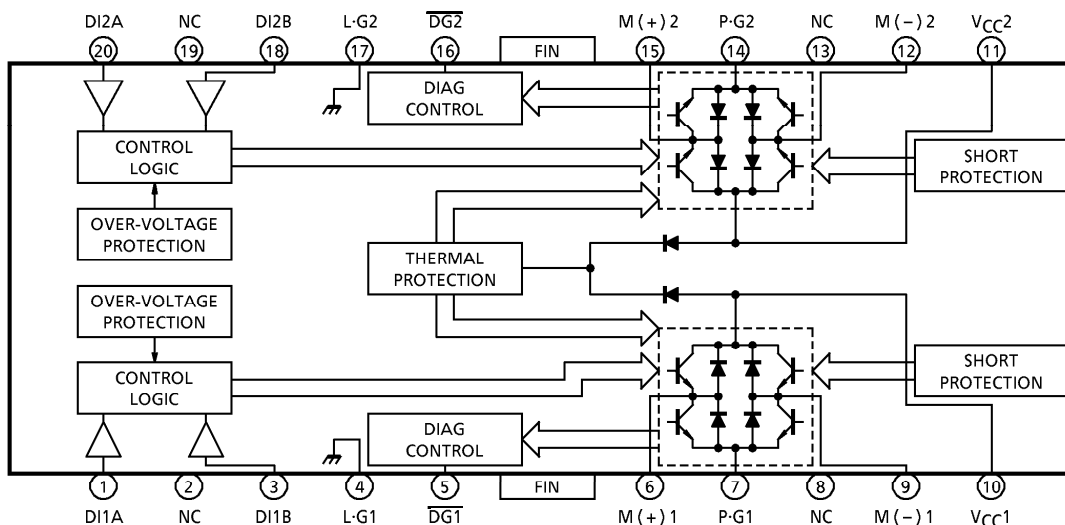 DI2A NC DI2B L·G2 DG2 M(+)2 P·G2 NC M(−)2 VCC2
20 19 18 17 16 FIN 15 14 13 12 11
DIAG
CONTROL
CONTROL
LOGIC
SHORT
PROTECTION
OVER-VOLTAGE
PROTECTION
THERMAL
PROTECTION
OVER-VOLTAGE
PROTECTION
CONTROL
LOGIC
SHORT
PROTECTION
DIAG
CONTROL
1 2 3 4 5 FIN 6 7 8 9 10
DI1A NC DI1B L·G1 DG1 M(+)1 P·G1 NC M(−)1 VCC1